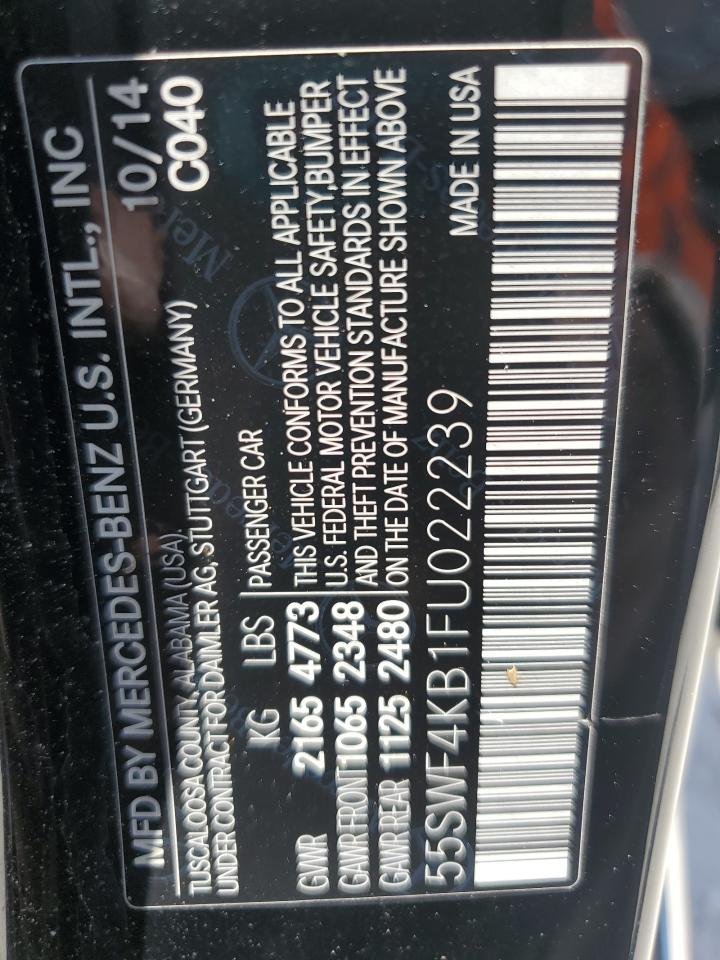 MFD BY MERCEDES-BENZ U.S. INTL., INC
TUSCALOOSA COUNTY, ALABAMA (USA) 10/14
UNDER CONTRACT FOR DAIMLER AG, STUTTGART (GERMANY) C040
KG LBS PASSENGER CAR
GWR 2165 4773 THIS VEHICLE CONFORMS TO ALL APPLICABLE
GAWR FRONT 1065 2348 U.S. FEDERAL MOTOR VEHICLE SAFETY, BUMPER
AND THEFT PREVENTION STANDARDS IN EFFECT
GAWR REAR 1125 2480 ON THE DATE OF MANUFACTURE SHOWN ABOVE
55SWF4KB1FU022239 MADE IN USA